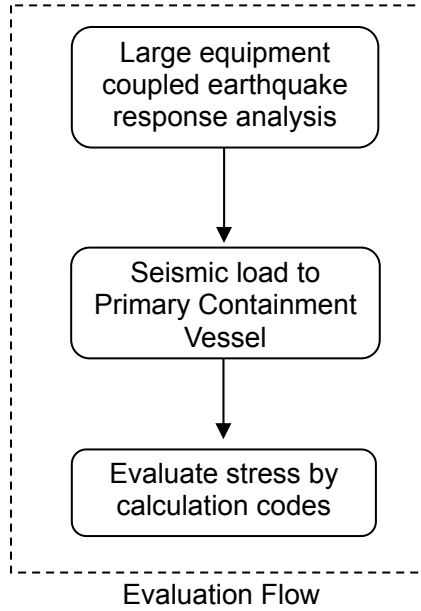 Large equipment
coupled earthquake
response analysis
Seismic load to
Primary Containment
Vessel
Evaluate stress by
calculation codes
Evaluation Flow